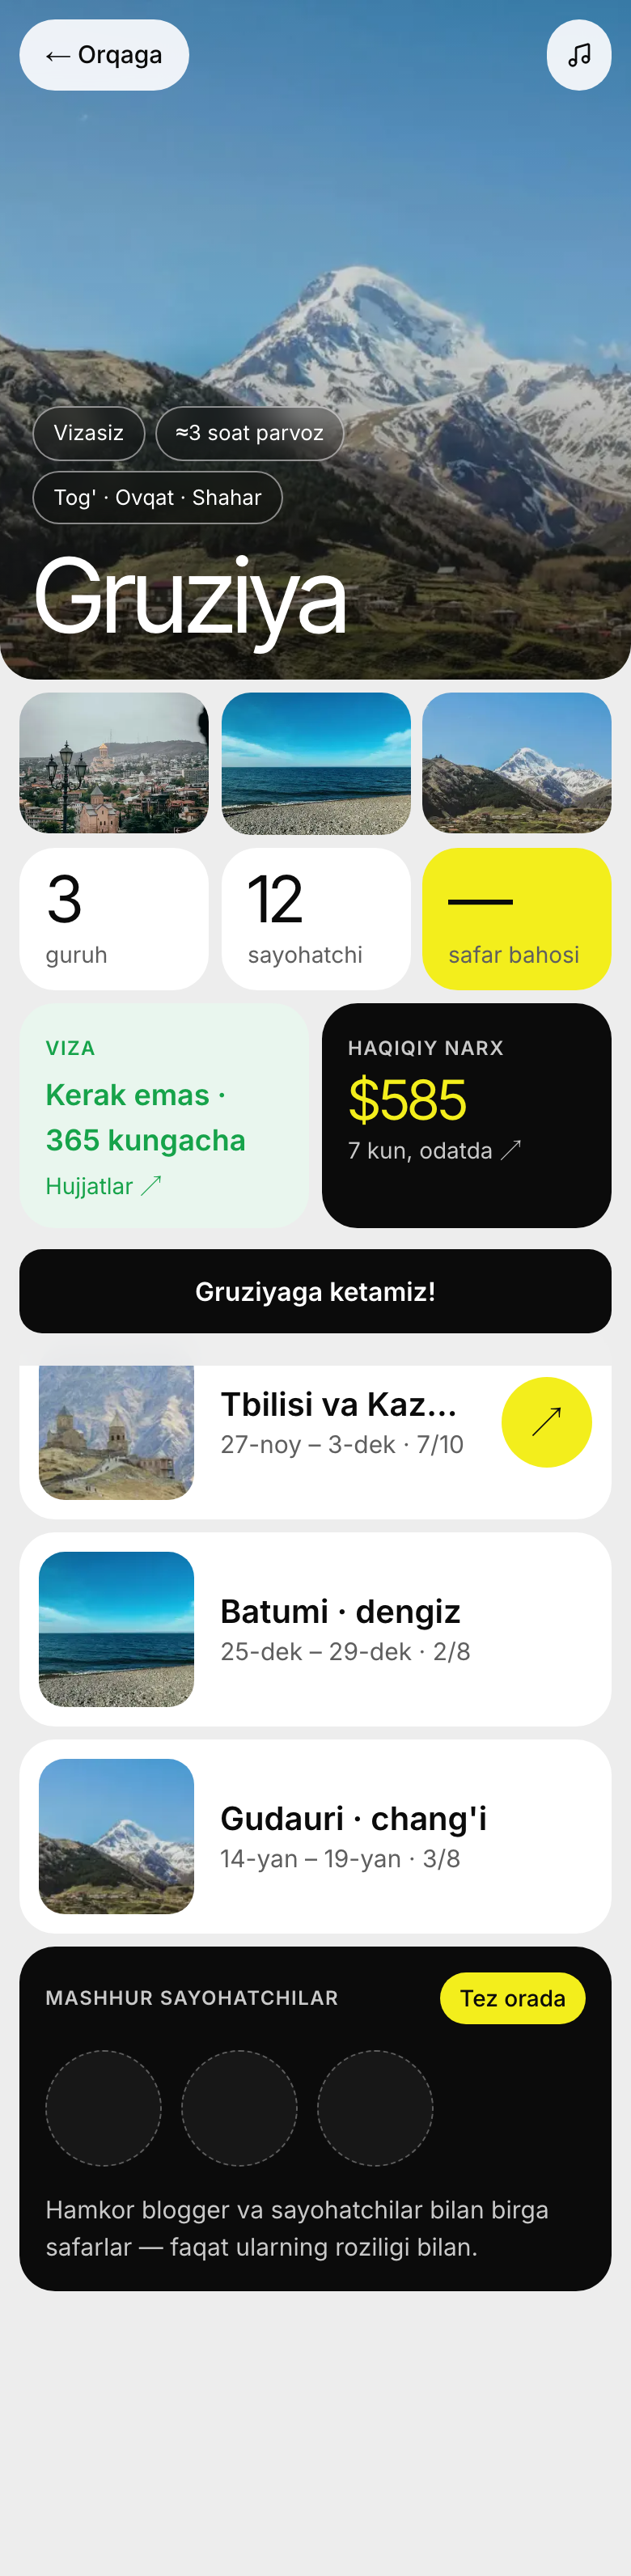 ← Orqaga
Vizasiz
≈3 soat parvoz
Tog' · Ovqat · Shahar
Gruziya
3
guruh
12
sayohatchi
—
safar bahosi
VIZA
Kerak emas ·
365 kungacha
Hujjatlar ↗
HAQIQIY NARX
$585
7 kun, odatda ↗
Gruziyaga ketamiz!
Tbilisi va Kaz...
27-noy – 3-dek · 7/10
↗
Batumi · dengiz
25-dek – 29-dek · 2/8
Gudauri · chang'i
14-yan – 19-yan · 3/8
MASHHUR SAYOHATCHILAR
Tez orada
Hamkor blogger va sayohatchilar bilan birga
safarlar — faqat ularning roziligi bilan.